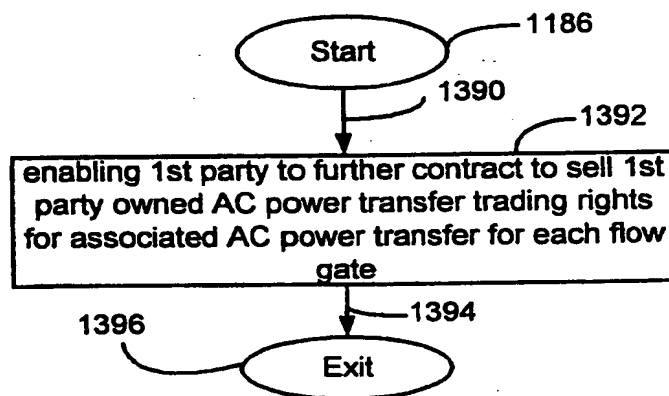 Start
1186
1390
1392
enabling 1st party to further contract to sell 1st
party owned AC power transfer trading rights
for associated AC power transfer for each flow
gate
1394
1396
Exit